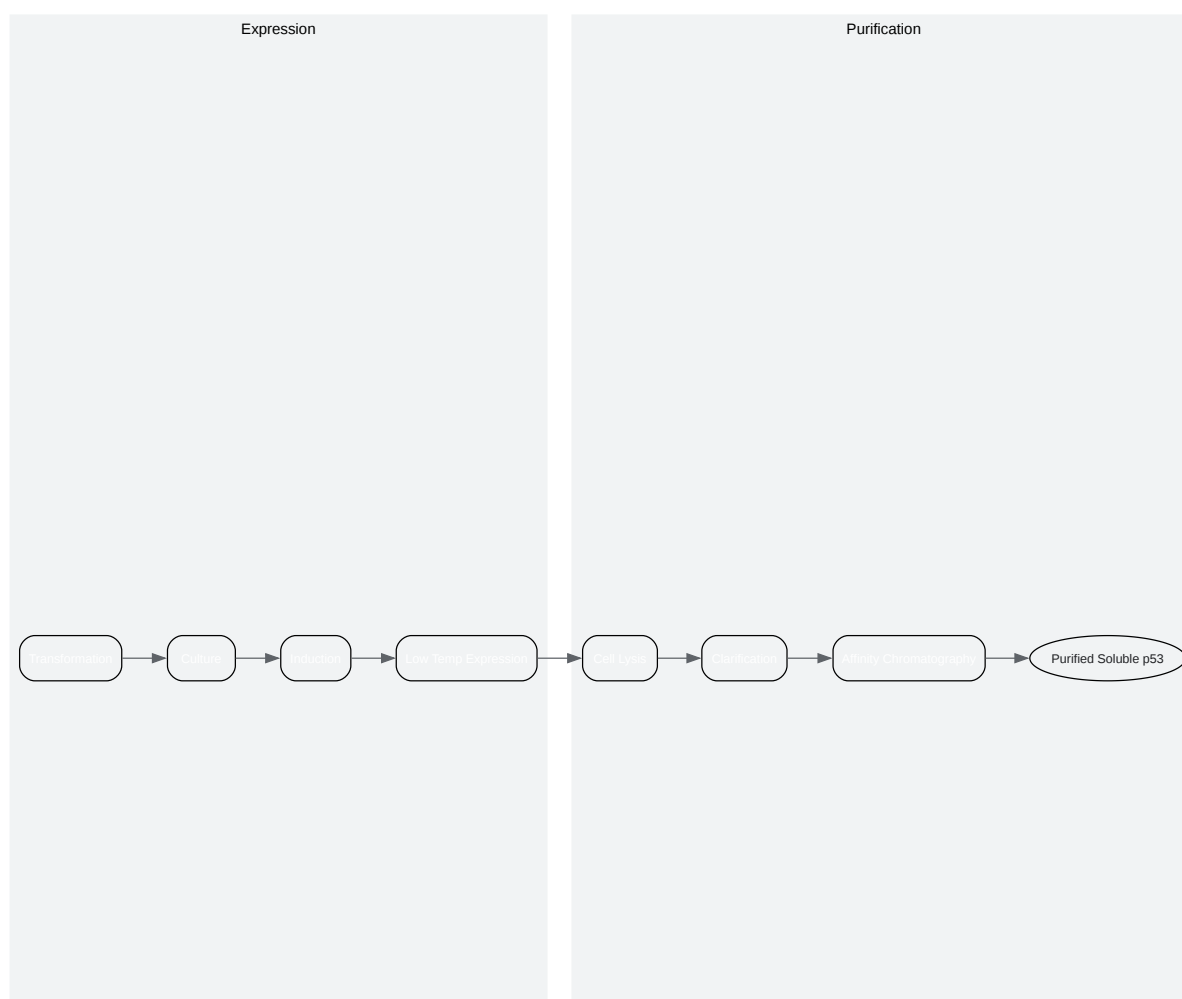 Expression
Purification
Transformation
Culture
Induction
Low Temp Expression
Cell Lysis
Clarification
Affinity Chromatography
Purified Soluble p53